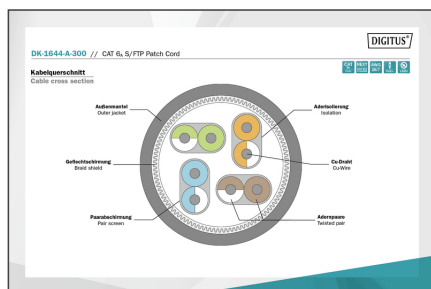 DIGITUS®
DK-1644-A-300 // CAT 6A S/FTP Patch Cord
Kabelquerschnitt
Cable cross section
Außenmantel
Outer jacket
Aderisolierung
Isolation
Geflechtschirmung
Braid shield
Cu-Draht
Cu-Wire
Paarabschirmung
Pair screen
Adernpaare
Twisted pair